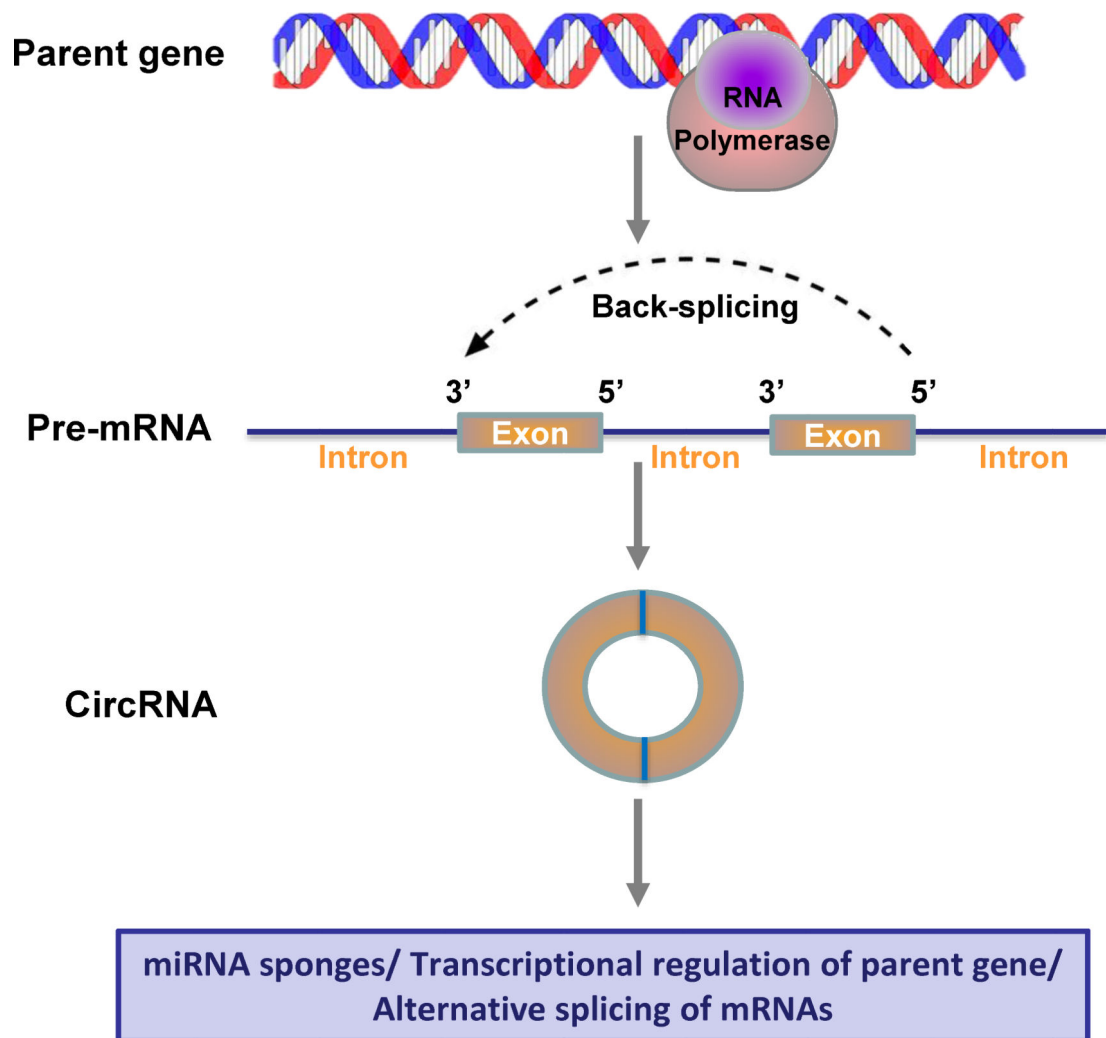 Parent gene
RNA
Polymerase
Back-splicing
3’ 5’ 3’ 5’
Pre-mRNA
Exon Exon
Intron Intron Intron
CircRNA
miRNA sponges/ Transcriptional regulation of parent gene/
Alternative splicing of mRNAs